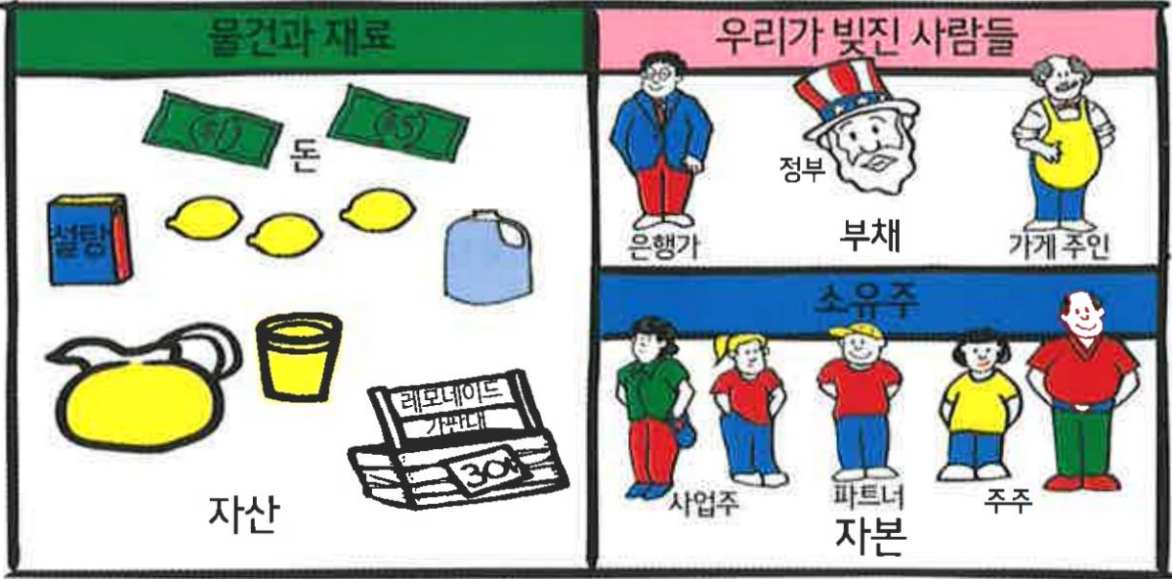 물건과 재료
$1
$5
돈
설탕
레모네이드
가판대
30¢
자산
우리가 빚진 사람들
정부
은행가
부채
가게 주인
소유주
사업주
파트너
주주
자본